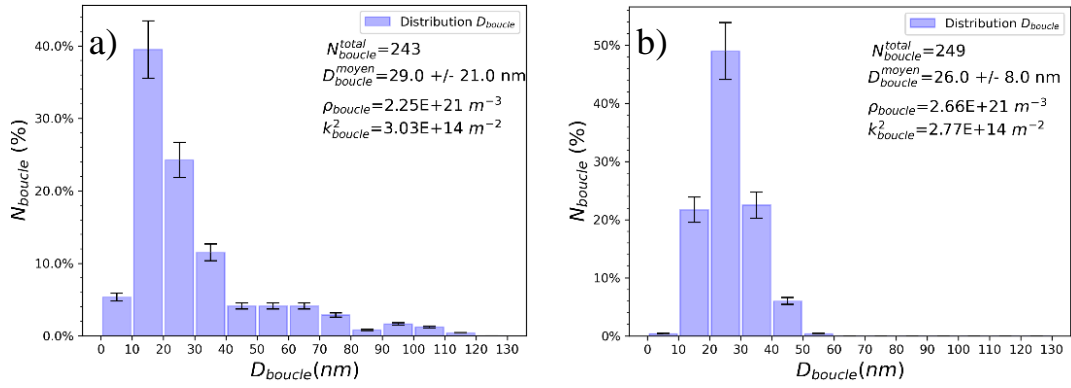 a)
Distribution D_boucle
N_boucle^total=243
D_boucle^moyen=29.0 +/- 21.0 nm
ρ_boucle=2.25E+21 m^-3
k_boucle^2=3.03E+14 m^-2
N_boucle (%)
40.0%
30.0%
20.0%
10.0%
0.0%
0 10 20 30 40 50 60 70 80 90 100 110 120 130
D_boucle(nm)
b)
Distribution D_boucle
N_boucle^total=249
D_boucle^moyen=26.0 +/- 8.0 nm
ρ_boucle=2.66E+21 m^-3
k_boucle^2=2.77E+14 m^-2
N_boucle (%)
50%
40%
30%
20%
10%
0%
0 10 20 30 40 50 60 70 80 90 100 110 120 130
D_boucle(nm)